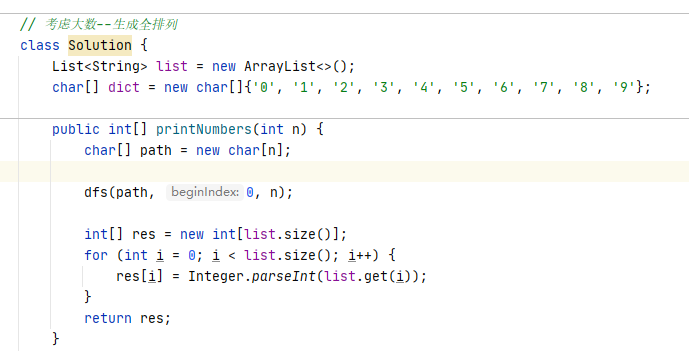 // 考虑大数--生成全排列
class Solution {
    List<String> list = new ArrayList<>();
    char[] dict = new char[]{'0', '1', '2', '3', '4', '5', '6', '7', '8', '9'};
    public int[] printNumbers(int n) {
        char[] path = new char[n];
        dfs(path, beginIndex: 0, n);
        int[] res = new int[list.size()];
        for (int i = 0; i < list.size(); i++) {
            res[i] = Integer.parseInt(list.get(i));
        }
        return res;
    }